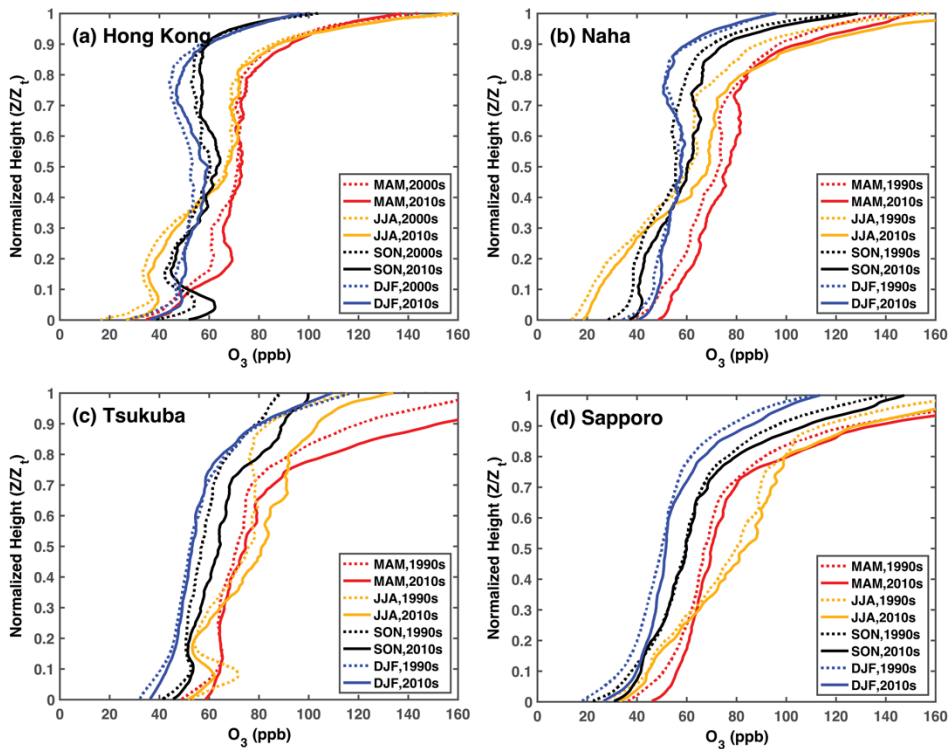 (a) Hong Kong
Normalized Height (Z/Zt)
1
0.9
0.8
0.7
0.6
0.5
0.4
0.3
0.2
0.1
0
MAM,2000s
MAM,2010s
JJA,2000s
JJA,2010s
SON,2000s
SON,2010s
DJF,2000s
DJF,2010s
0 20 40 60 80 100 120 140 160
O3 (ppb)
(b) Naha
Normalized Height (Z/Zt)
1
0.9
0.8
0.7
0.6
0.5
0.4
0.3
0.2
0.1
0
MAM,1990s
MAM,2010s
JJA,1990s
JJA,2010s
SON,1990s
SON,2010s
DJF,1990s
DJF,2010s
0 20 40 60 80 100 120 140 160
O3 (ppb)
(c) Tsukuba
Normalized Height (Z/Zt)
1
0.9
0.8
0.7
0.6
0.5
0.4
0.3
0.2
0.1
0
MAM,1990s
MAM,2010s
JJA,1990s
JJA,2010s
SON,1990s
SON,2010s
DJF,1990s
DJF,2010s
0 20 40 60 80 100 120 140 160
O3 (ppb)
(d) Sapporo
Normalized Height (Z/Zt)
1
0.9
0.8
0.7
0.6
0.5
0.4
0.3
0.2
0.1
0
MAM,1990s
MAM,2010s
JJA,1990s
JJA,2010s
SON,1990s
SON,2010s
DJF,1990s
DJF,2010s
0 20 40 60 80 100 120 140 160
O3 (ppb)